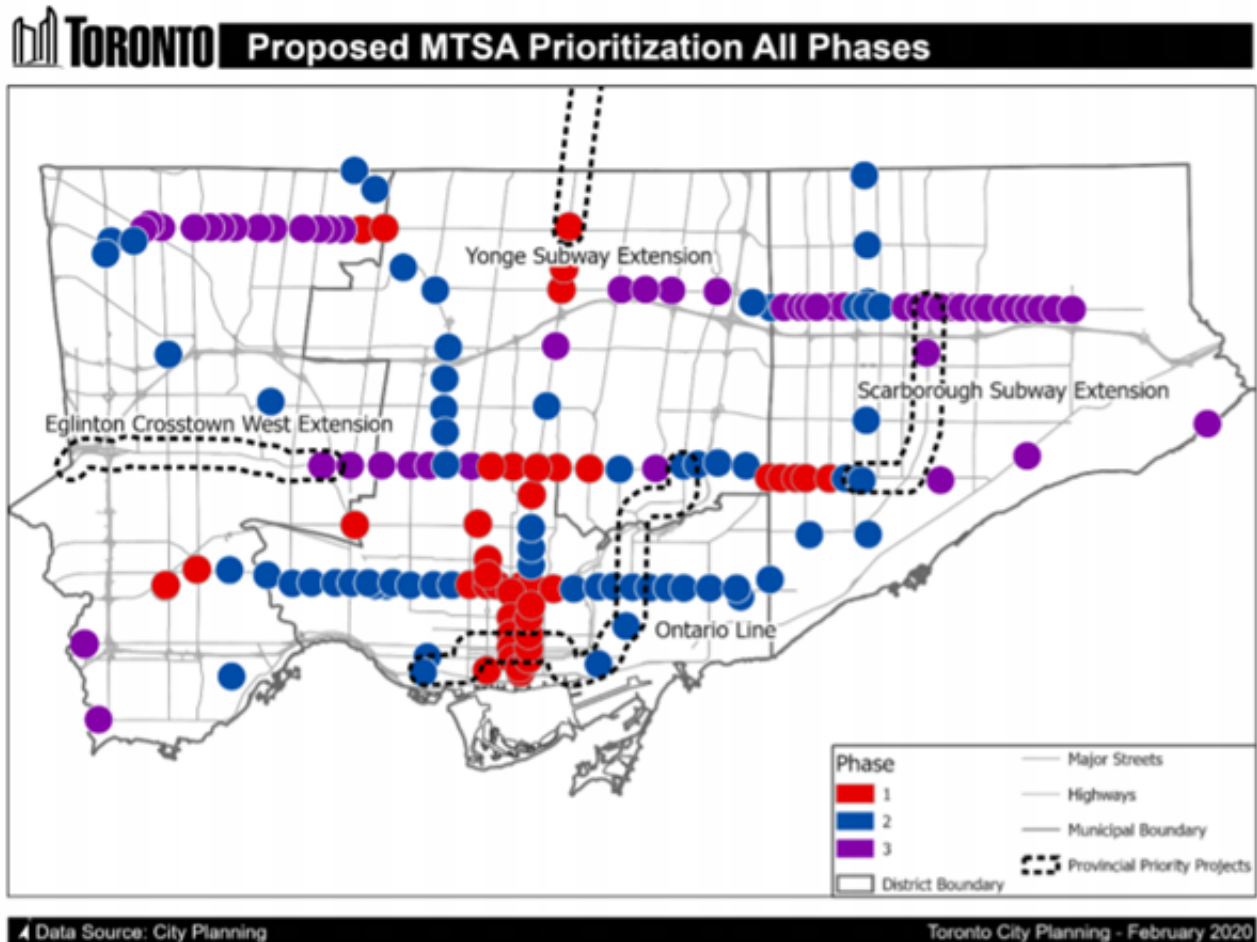 TORONTO Proposed MTSA Prioritization All Phases
Yonge Subway Extension
Scarborough Subway Extension
Eglinton Crosstown West Extension
Ontario Line
Phase
1
2
3
District Boundary
Major Streets
Highways
Municipal Boundary
Provincial Priority Projects
Data Source: City Planning
Toronto City Planning - February 2020